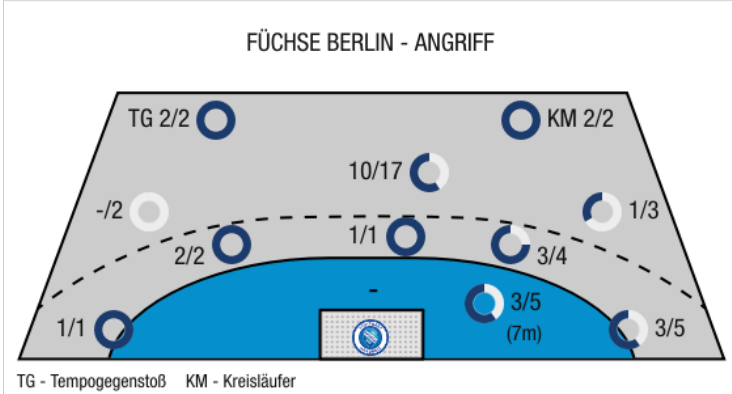 FÜCHSE BERLIN - ANGRIFF
TG 2/2
KM 2/2
10/17
-/2
1/3
2/2
1/1
3/4
-
3/5
(7m)
1/1
3/5
TG - Tempogegenstoß KM - Kreisläufer